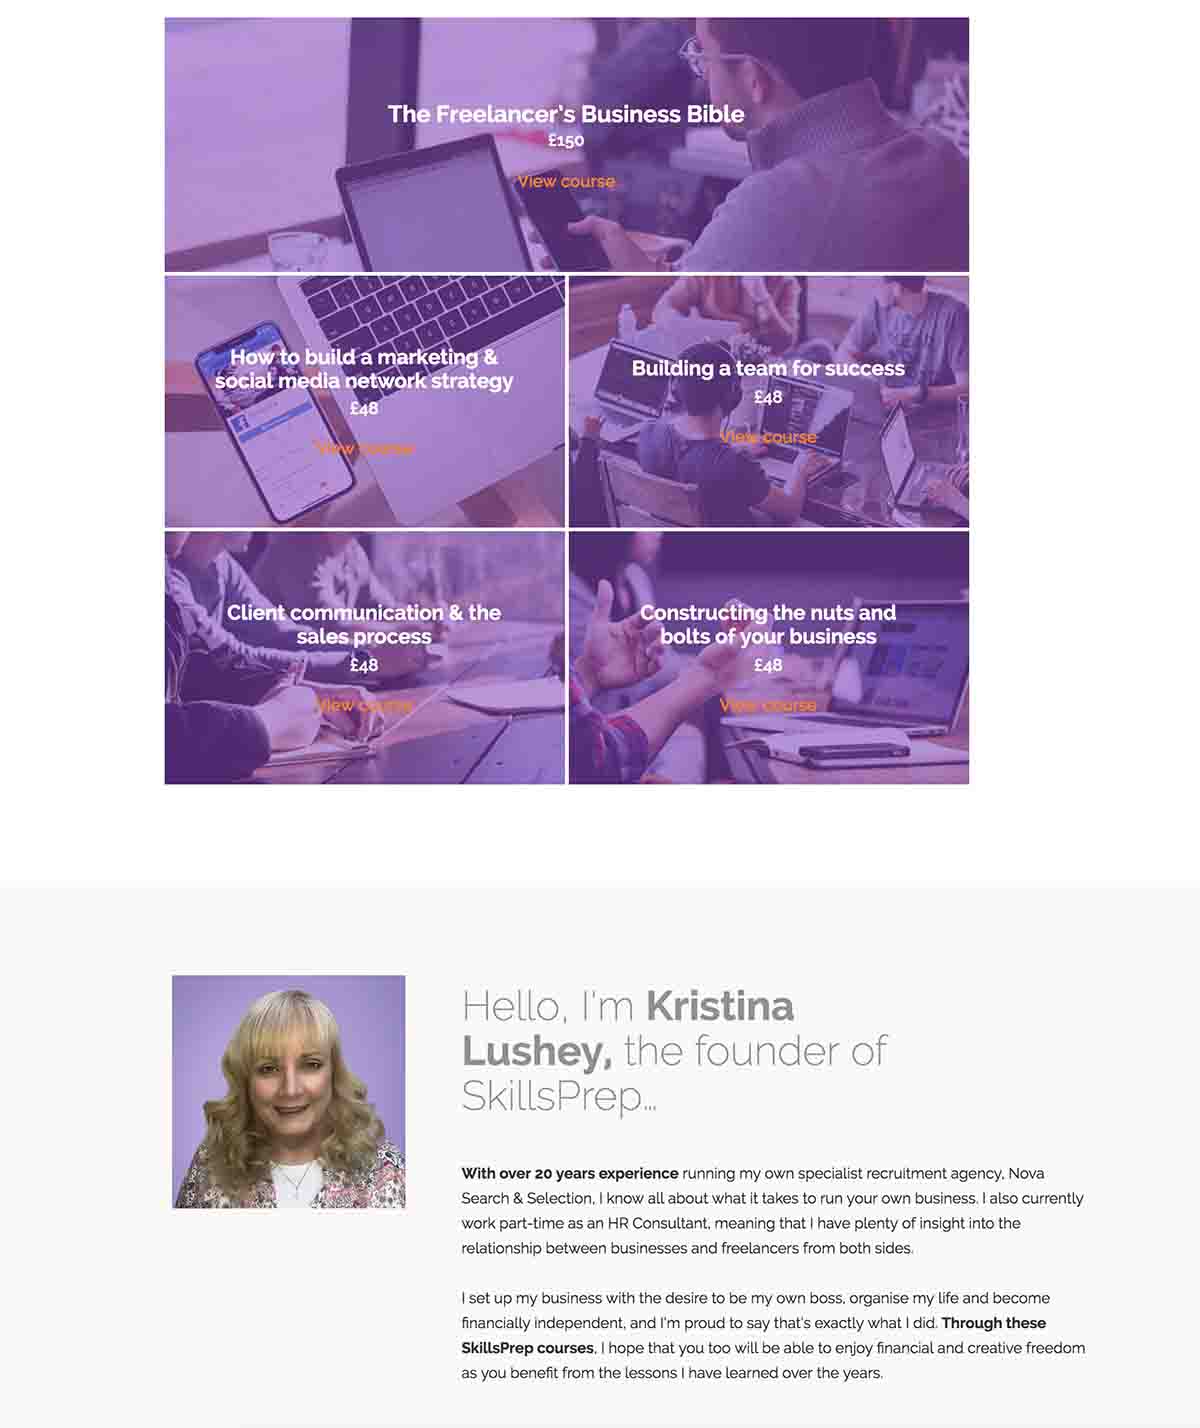 The Freelancer's Business Bible
£150
View course
How to build a marketing &
social media network strategy
£48
View course
Building a team for success
£48
View course
Client communication & the
sales process
£48
View course
Constructing the nuts and
bolts of your business
£48
View course
Hello, I'm Kristina
Lushey, the founder of
SkillsPrep...
With over 20 years experience running my own specialist recruitment agency, Nova
Search & Selection, I know all about what it takes to run your own business. I also currently
work part-time as an HR Consultant, meaning that I have plenty of insight into the
relationship between businesses and freelancers from both sides.
I set up my business with the desire to be my own boss, organise my life and become
financially independent, and I'm proud to say that's exactly what I did. Through these
SkillsPrep courses, I hope that you too will be able to enjoy financial and creative freedom
as you benefit from the lessons I have learned over the years.